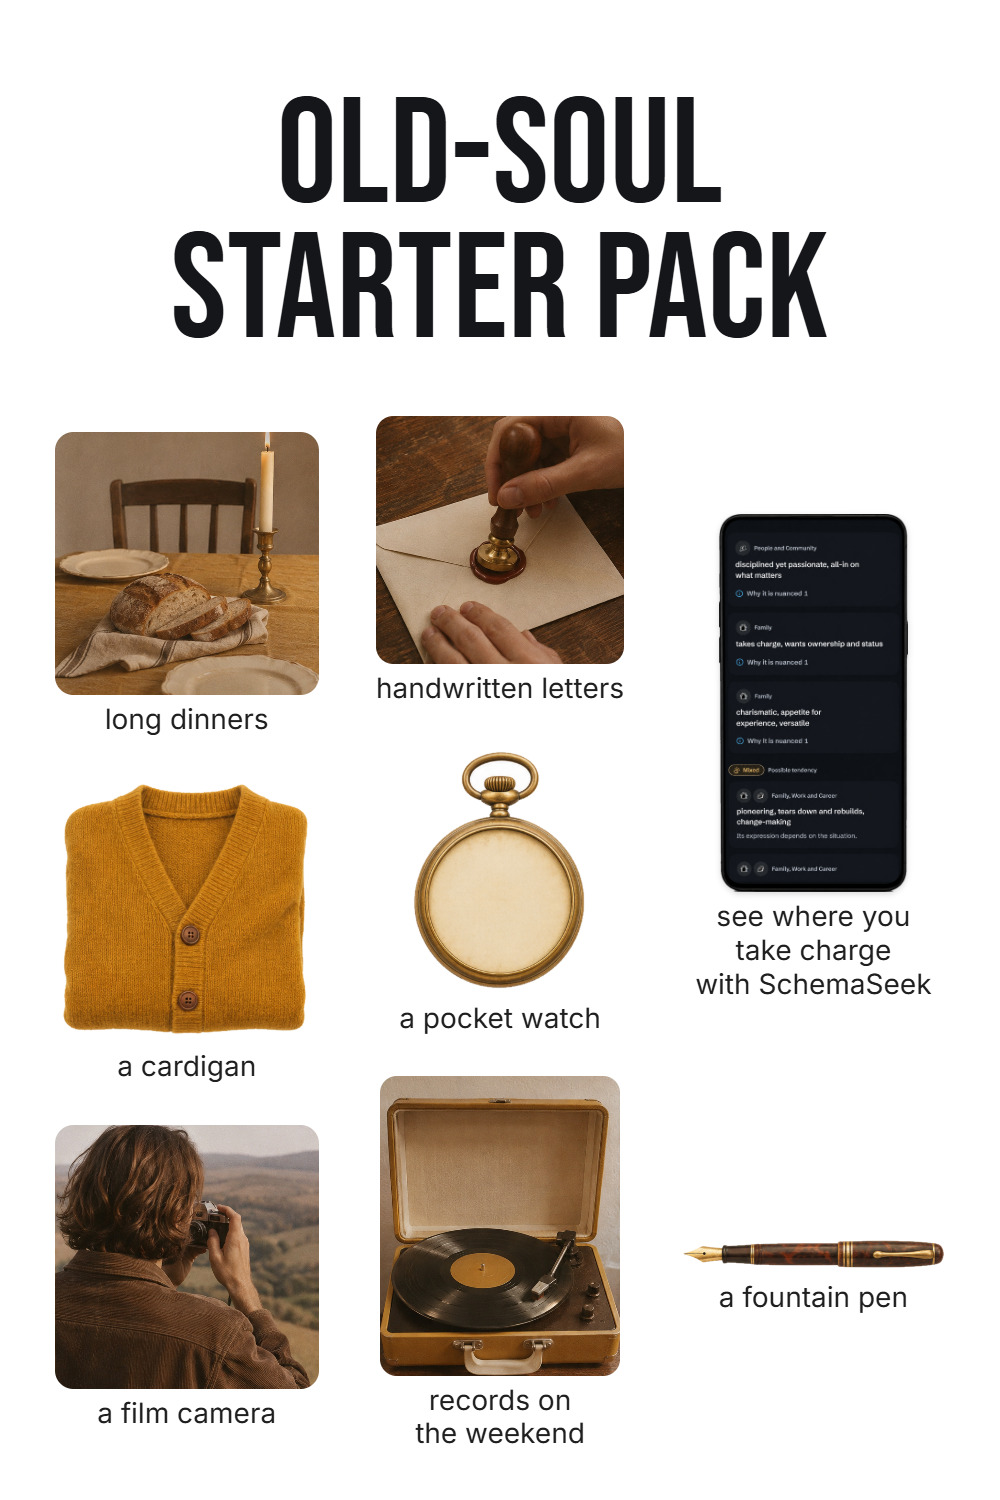 OLD-SOUL
STARTER PACK
long dinners
handwritten letters
People and Community
disciplined yet passionate, all-in on
what matters
Why it is nuanced 1
Family
takes charge, wants ownership and status
Why it is nuanced 1
Family
charismatic, appetite for
experience, versatile
Why it is nuanced 1
Mixed
Possible tendency
Family, Work and Career
pioneering, tears down and rebuilds,
change-making
Its expression depends on the situation.
Family, Work and Career
see where you
take charge
with SchemaSeek
a cardigan
a pocket watch
a film camera
records on
the weekend
a fountain pen